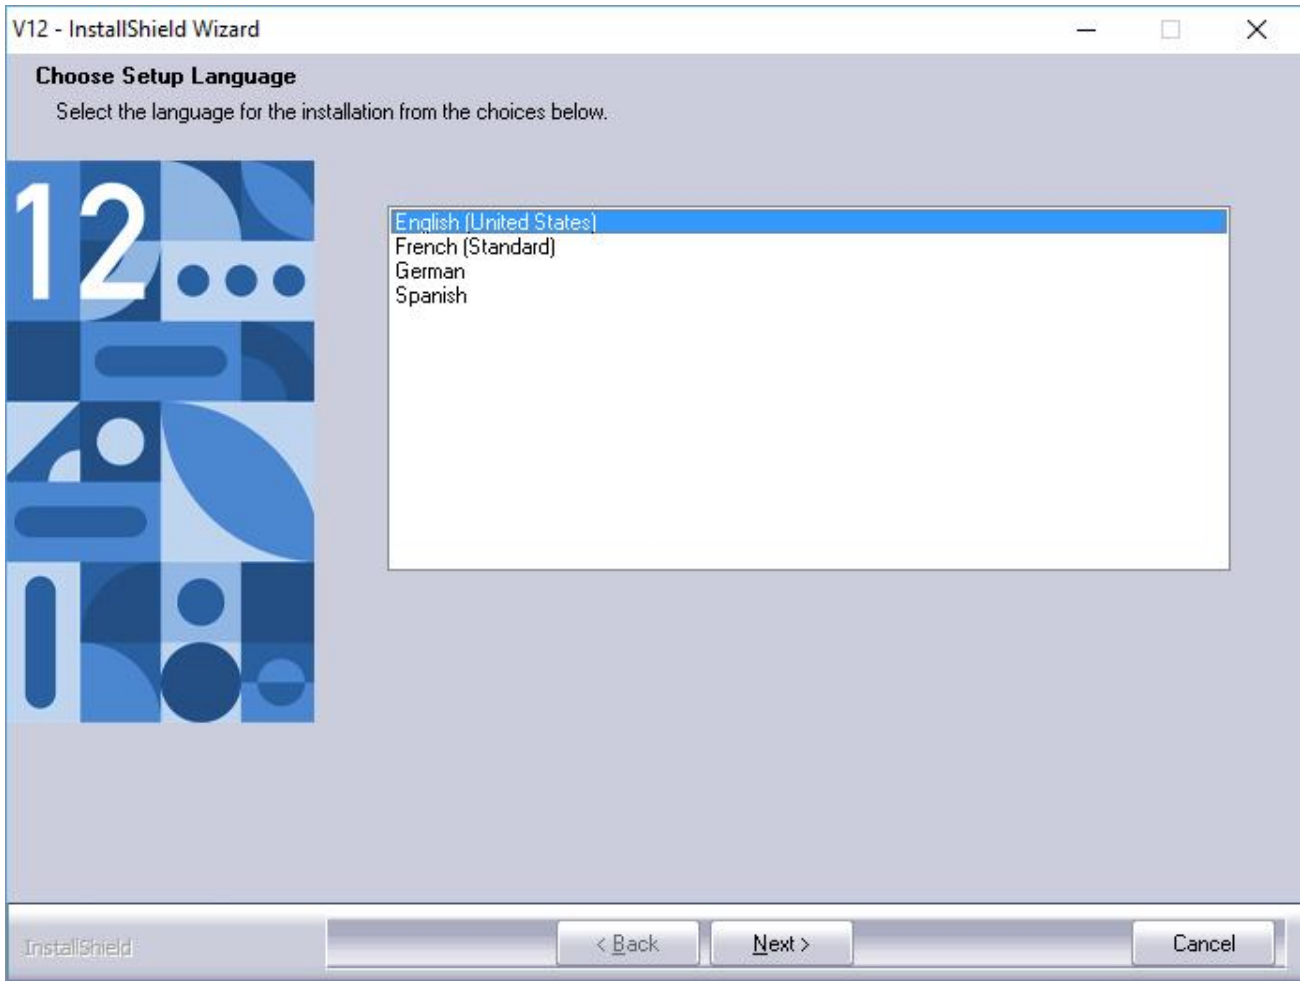 V12 - InstallShield Wizard
Choose Setup Language
Select the language for the installation from the choices below.
12
English (United States)
French (Standard)
German
Spanish
InstallShield
< Back
Next >
Cancel